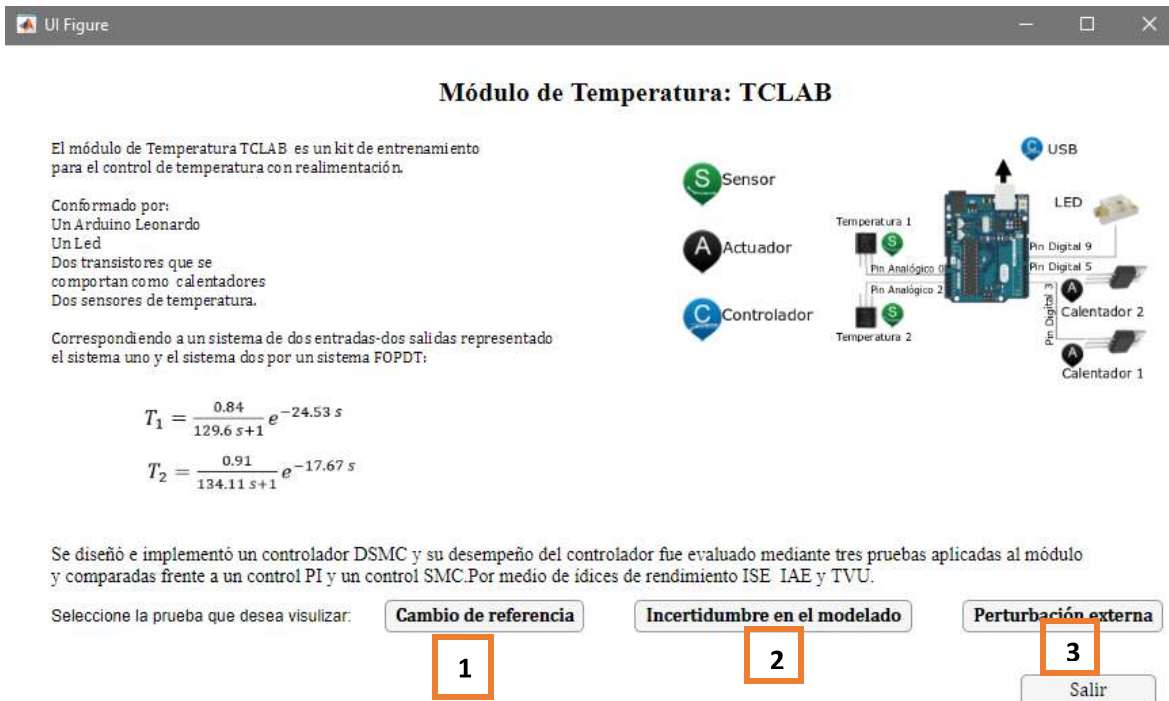 UI Figure
Módulo de Temperatura: TCLAB
El módulo de Temperatura TCLAB es un kit de entrenamiento
para el control de temperatura con realimentación.
Conformado por:
Un Arduino Leonardo
Un Led
Dos transistores que se
comportan como calentadores
Dos sensores de temperatura.
Correspondiendo a un sistema de dos entradas-dos salidas representado
el sistema uno y el sistema dos por un sistema FOPDT:
T₁ = 0.84 / (129.6 s+1) e^(−24.53 s)
T₂ = 0.91 / (134.11 s+1) e^(−17.67 s)
S Sensor
A Actuador
C Controlador
C USB
LED
Temperatura 1
S
Pin Digital 9
Pin Analógico 0
Pin Digital 5
Pin Analógico 2
A
Pin Digital 3
Calentador 2
S
Temperatura 2
A
Calentador 1
Se diseñó e implementó un controlador DSMC y su desempeño del controlador fue evaluado mediante tres pruebas aplicadas al módulo
y comparadas frente a un control PI y un control SMC.Por medio de ídices de rendimiento ISE IAE y TVU.
Seleccione la prueba que desea visulizar: Cambio de referencia Incertidumbre en el modelado Perturbación externa
1 2 3
Salir